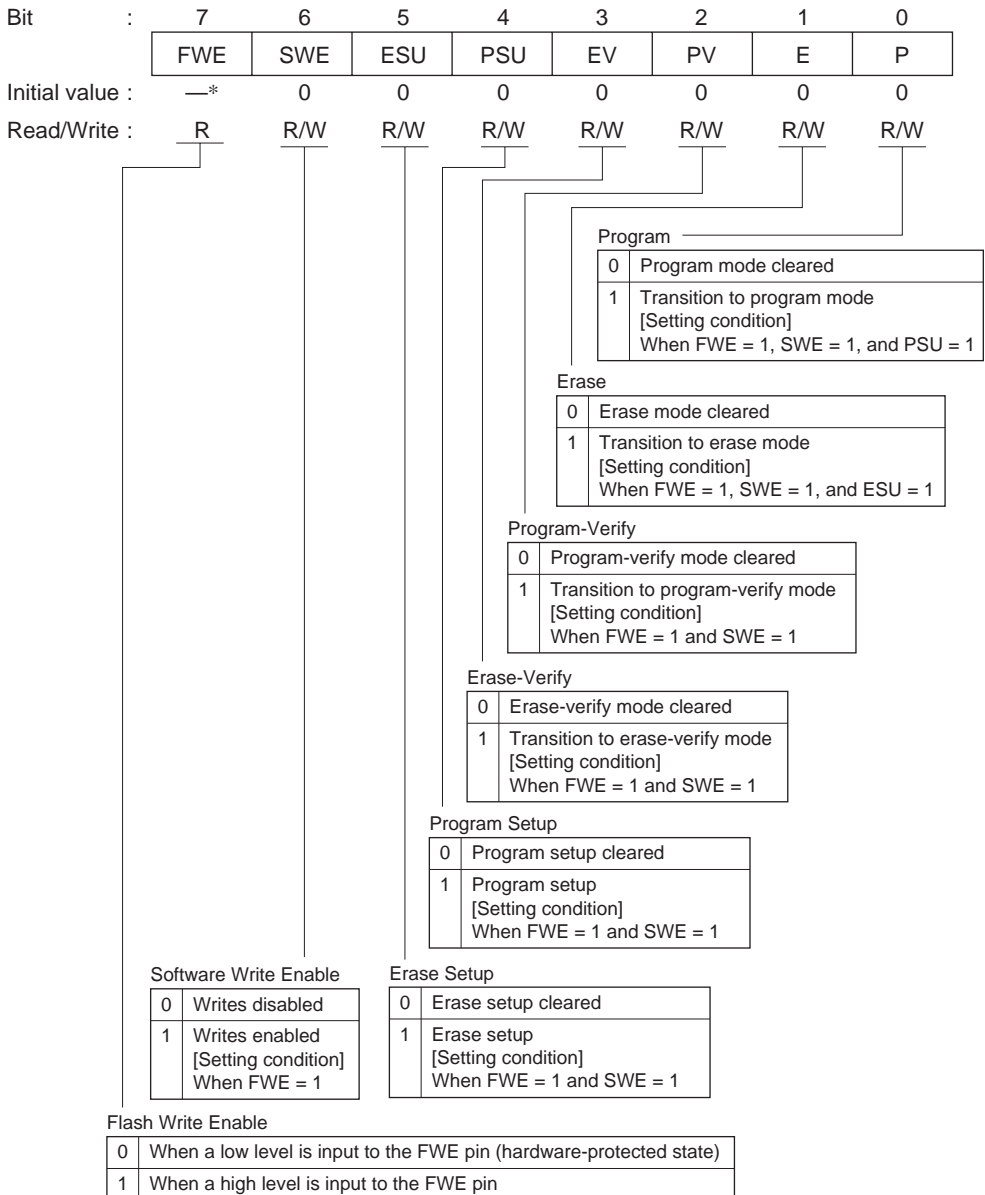 Bit : 7 6 5 4 3 2 1 0
FWE SWE ESU PSU EV PV E P
Initial value : —* 0 0 0 0 0 0 0
Read/Write : R R/W R/W R/W R/W R/W R/W R/W
Program
0 Program mode cleared
1 Transition to program mode
[Setting condition]
When FWE = 1, SWE = 1, and PSU = 1
Erase
0 Erase mode cleared
1 Transition to erase mode
[Setting condition]
When FWE = 1, SWE = 1, and ESU = 1
Program-Verify
0 Program-verify mode cleared
1 Transition to program-verify mode
[Setting condition]
When FWE = 1 and SWE = 1
Erase-Verify
0 Erase-verify mode cleared
1 Transition to erase-verify mode
[Setting condition]
When FWE = 1 and SWE = 1
Program Setup
0 Program setup cleared
1 Program setup
[Setting condition]
When FWE = 1 and SWE = 1
Software Write Enable
0 Writes disabled
1 Writes enabled
[Setting condition]
When FWE = 1
Erase Setup
0 Erase setup cleared
1 Erase setup
[Setting condition]
When FWE = 1 and SWE = 1
Flash Write Enable
0 When a low level is input to the FWE pin (hardware-protected state)
1 When a high level is input to the FWE pin